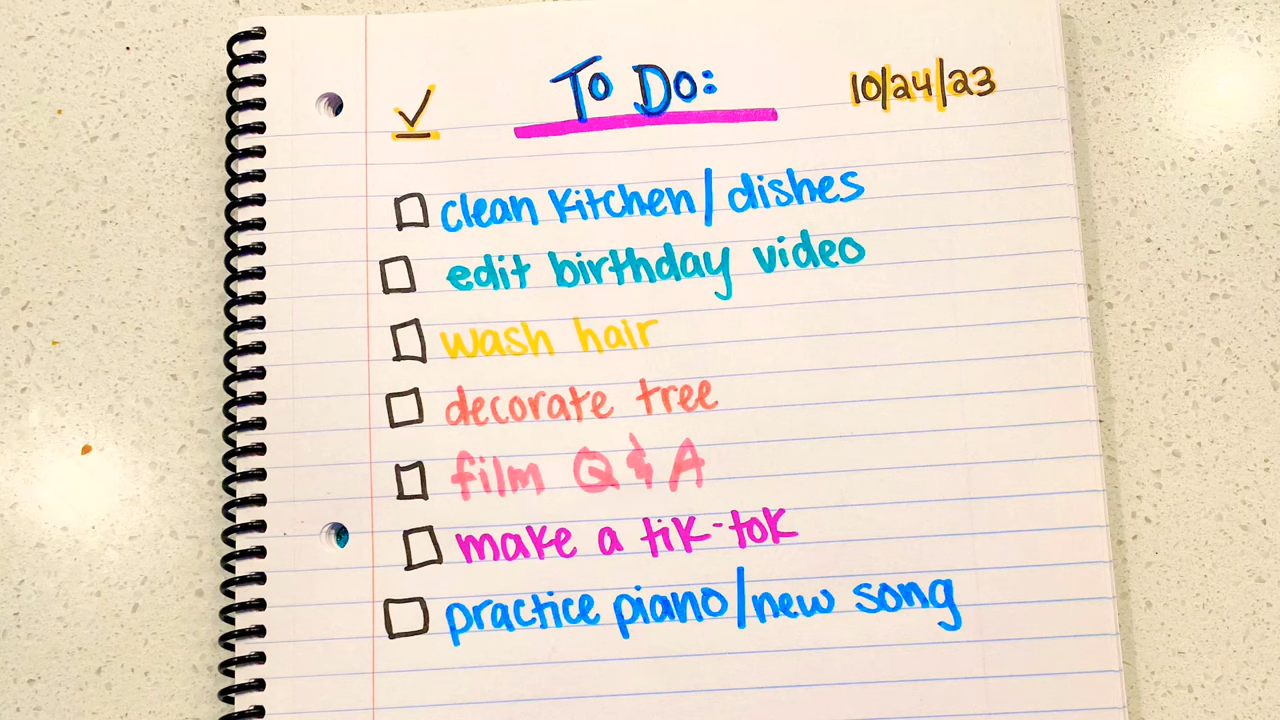 ✓ To Do: 10/24/23
☐ clean kitchen/dishes
☐ edit birthday video
☐ wash hair
☐ decorate tree
☐ film Q & A
☐ make a tik-tok
☐ practice piano/new song